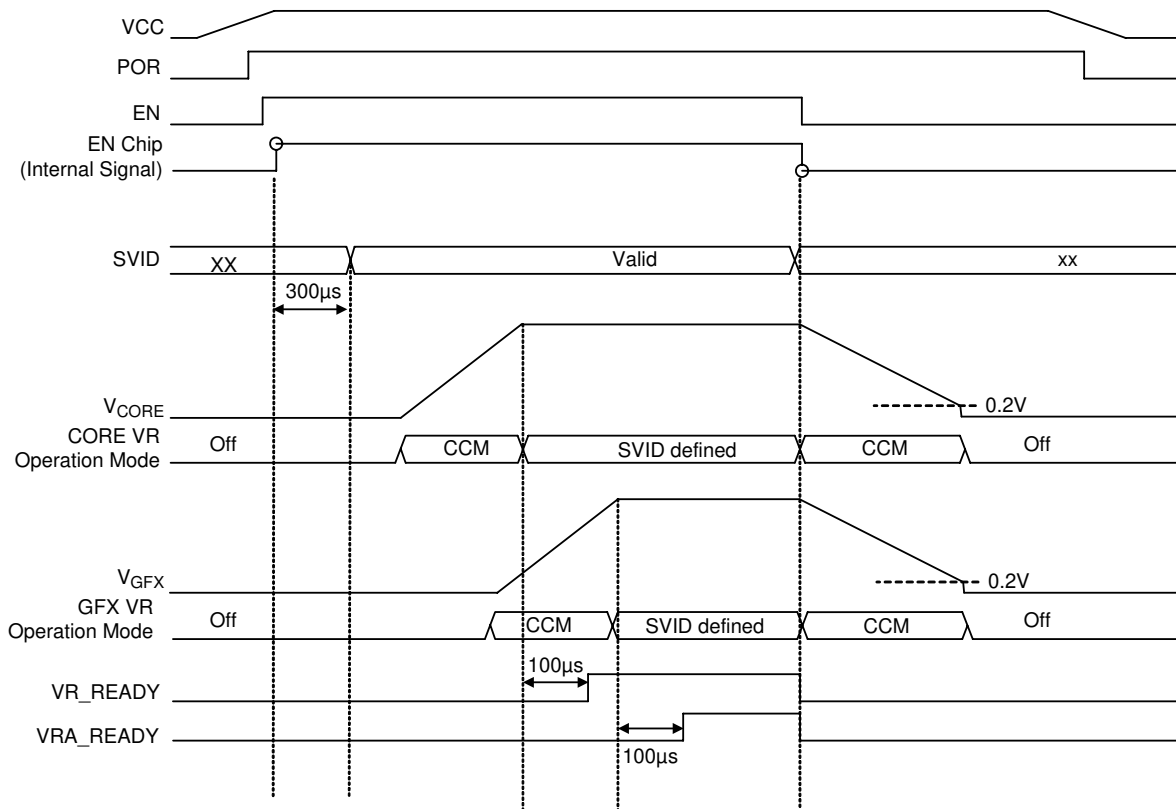 VCC
POR
EN
EN Chip
(Internal Signal)
SVID XX Valid xx
300µs
VCORE 0.2V
CORE VR
Operation Mode Off CCM SVID defined CCM Off
VGFX 0.2V
GFX VR
Operation Mode Off CCM SVID defined CCM Off
100µs
VR_READY
VRA_READY
100µs